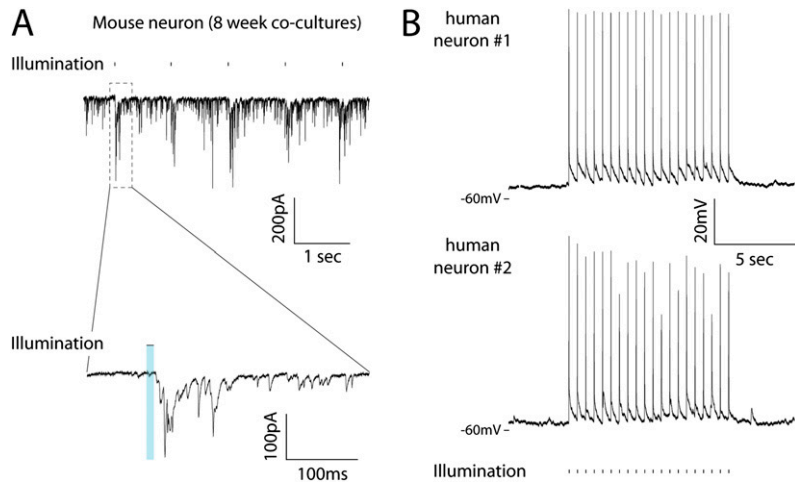 A
Mouse neuron (8 week co-cultures)
Illumination
200pA
1 sec
Illumination
100pA
100ms
B
human
neuron #1
-60mV
20mV
5 sec
human
neuron #2
-60mV
Illumination